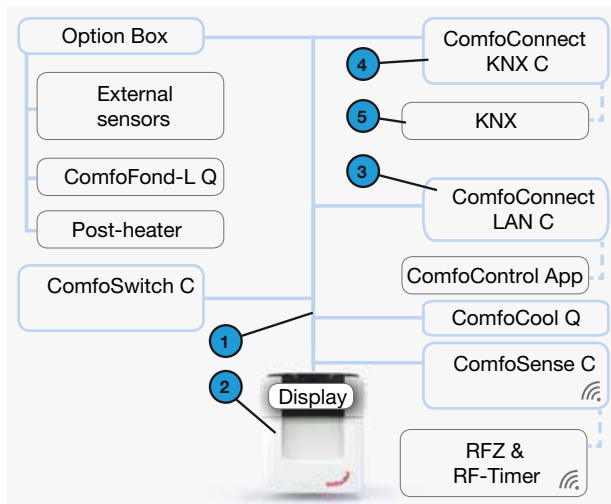 Option Box
External
sensors
ComfoFond-L Q
Post-heater
ComfoSwitch C
1
2
Display
4
ComfoConnect
KNX C
5
KNX
3
ComfoConnect
LAN C
ComfoControl App
ComfoCool Q
ComfoSense C
RFZ &
RF-Timer